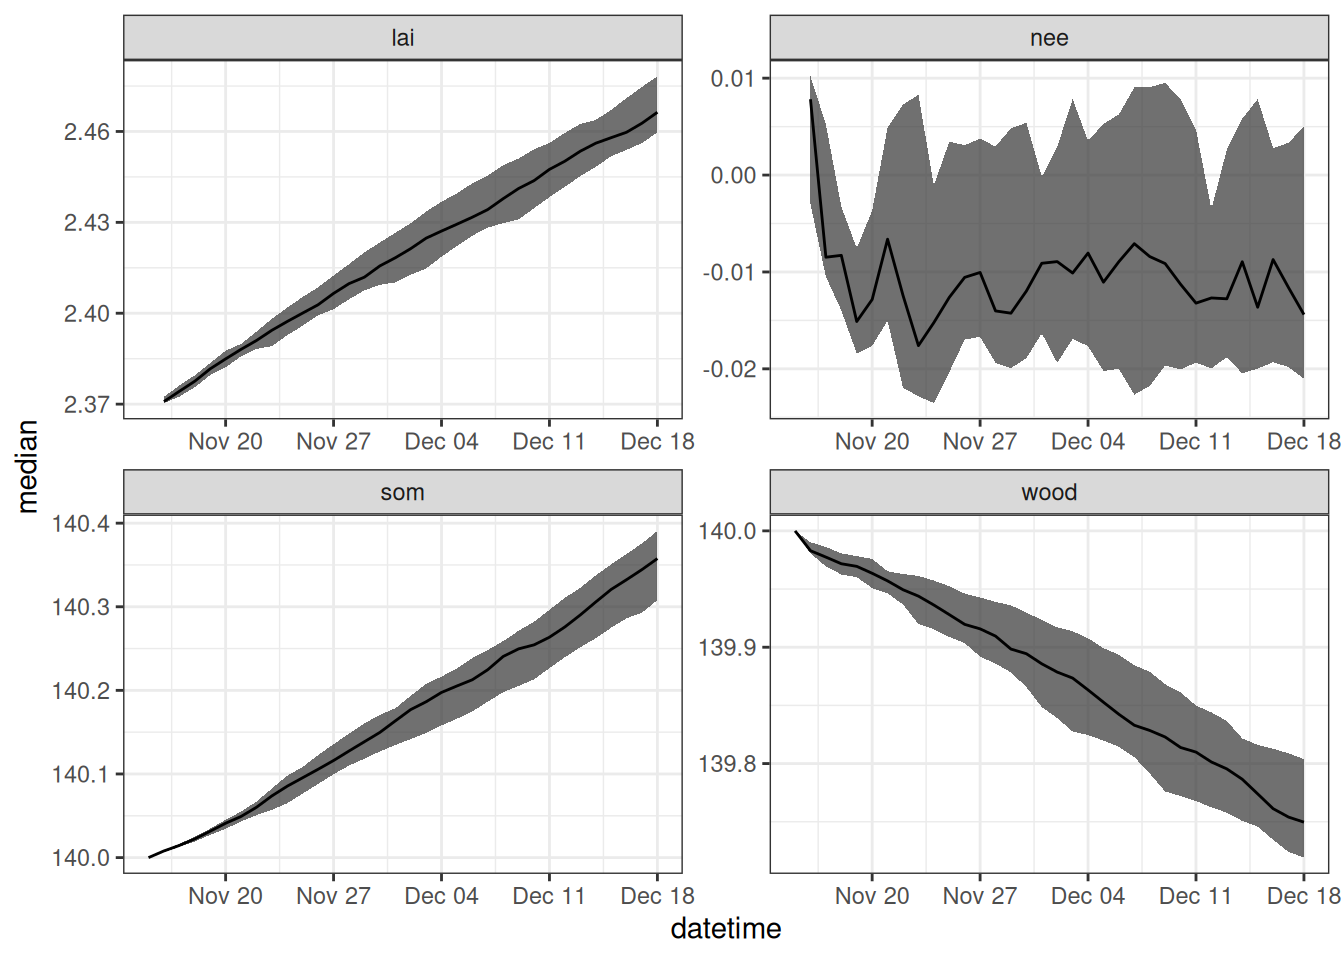 lai
nee
2.46
2.43
2.40
2.37
0.01
0.00
-0.01
-0.02
Nov 20 Nov 27 Dec 04 Dec 11 Dec 18
Nov 20 Nov 27 Dec 04 Dec 11 Dec 18
median
som
wood
140.4
140.3
140.2
140.1
140.0
140.0
139.9
139.8
Nov 20 Nov 27 Dec 04 Dec 11 Dec 18
Nov 20 Nov 27 Dec 04 Dec 11 Dec 18
datetime